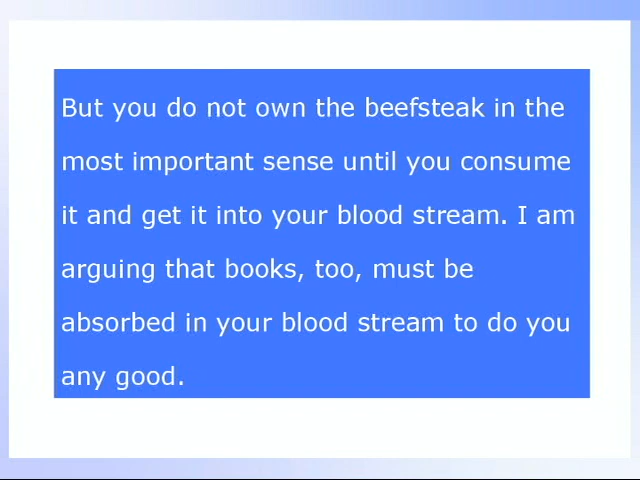 But you do not own the beefsteak in the
most important sense until you consume
it and get it into your blood stream. I am
arguing that books, too, must be
absorbed in your blood stream to do you
any good.